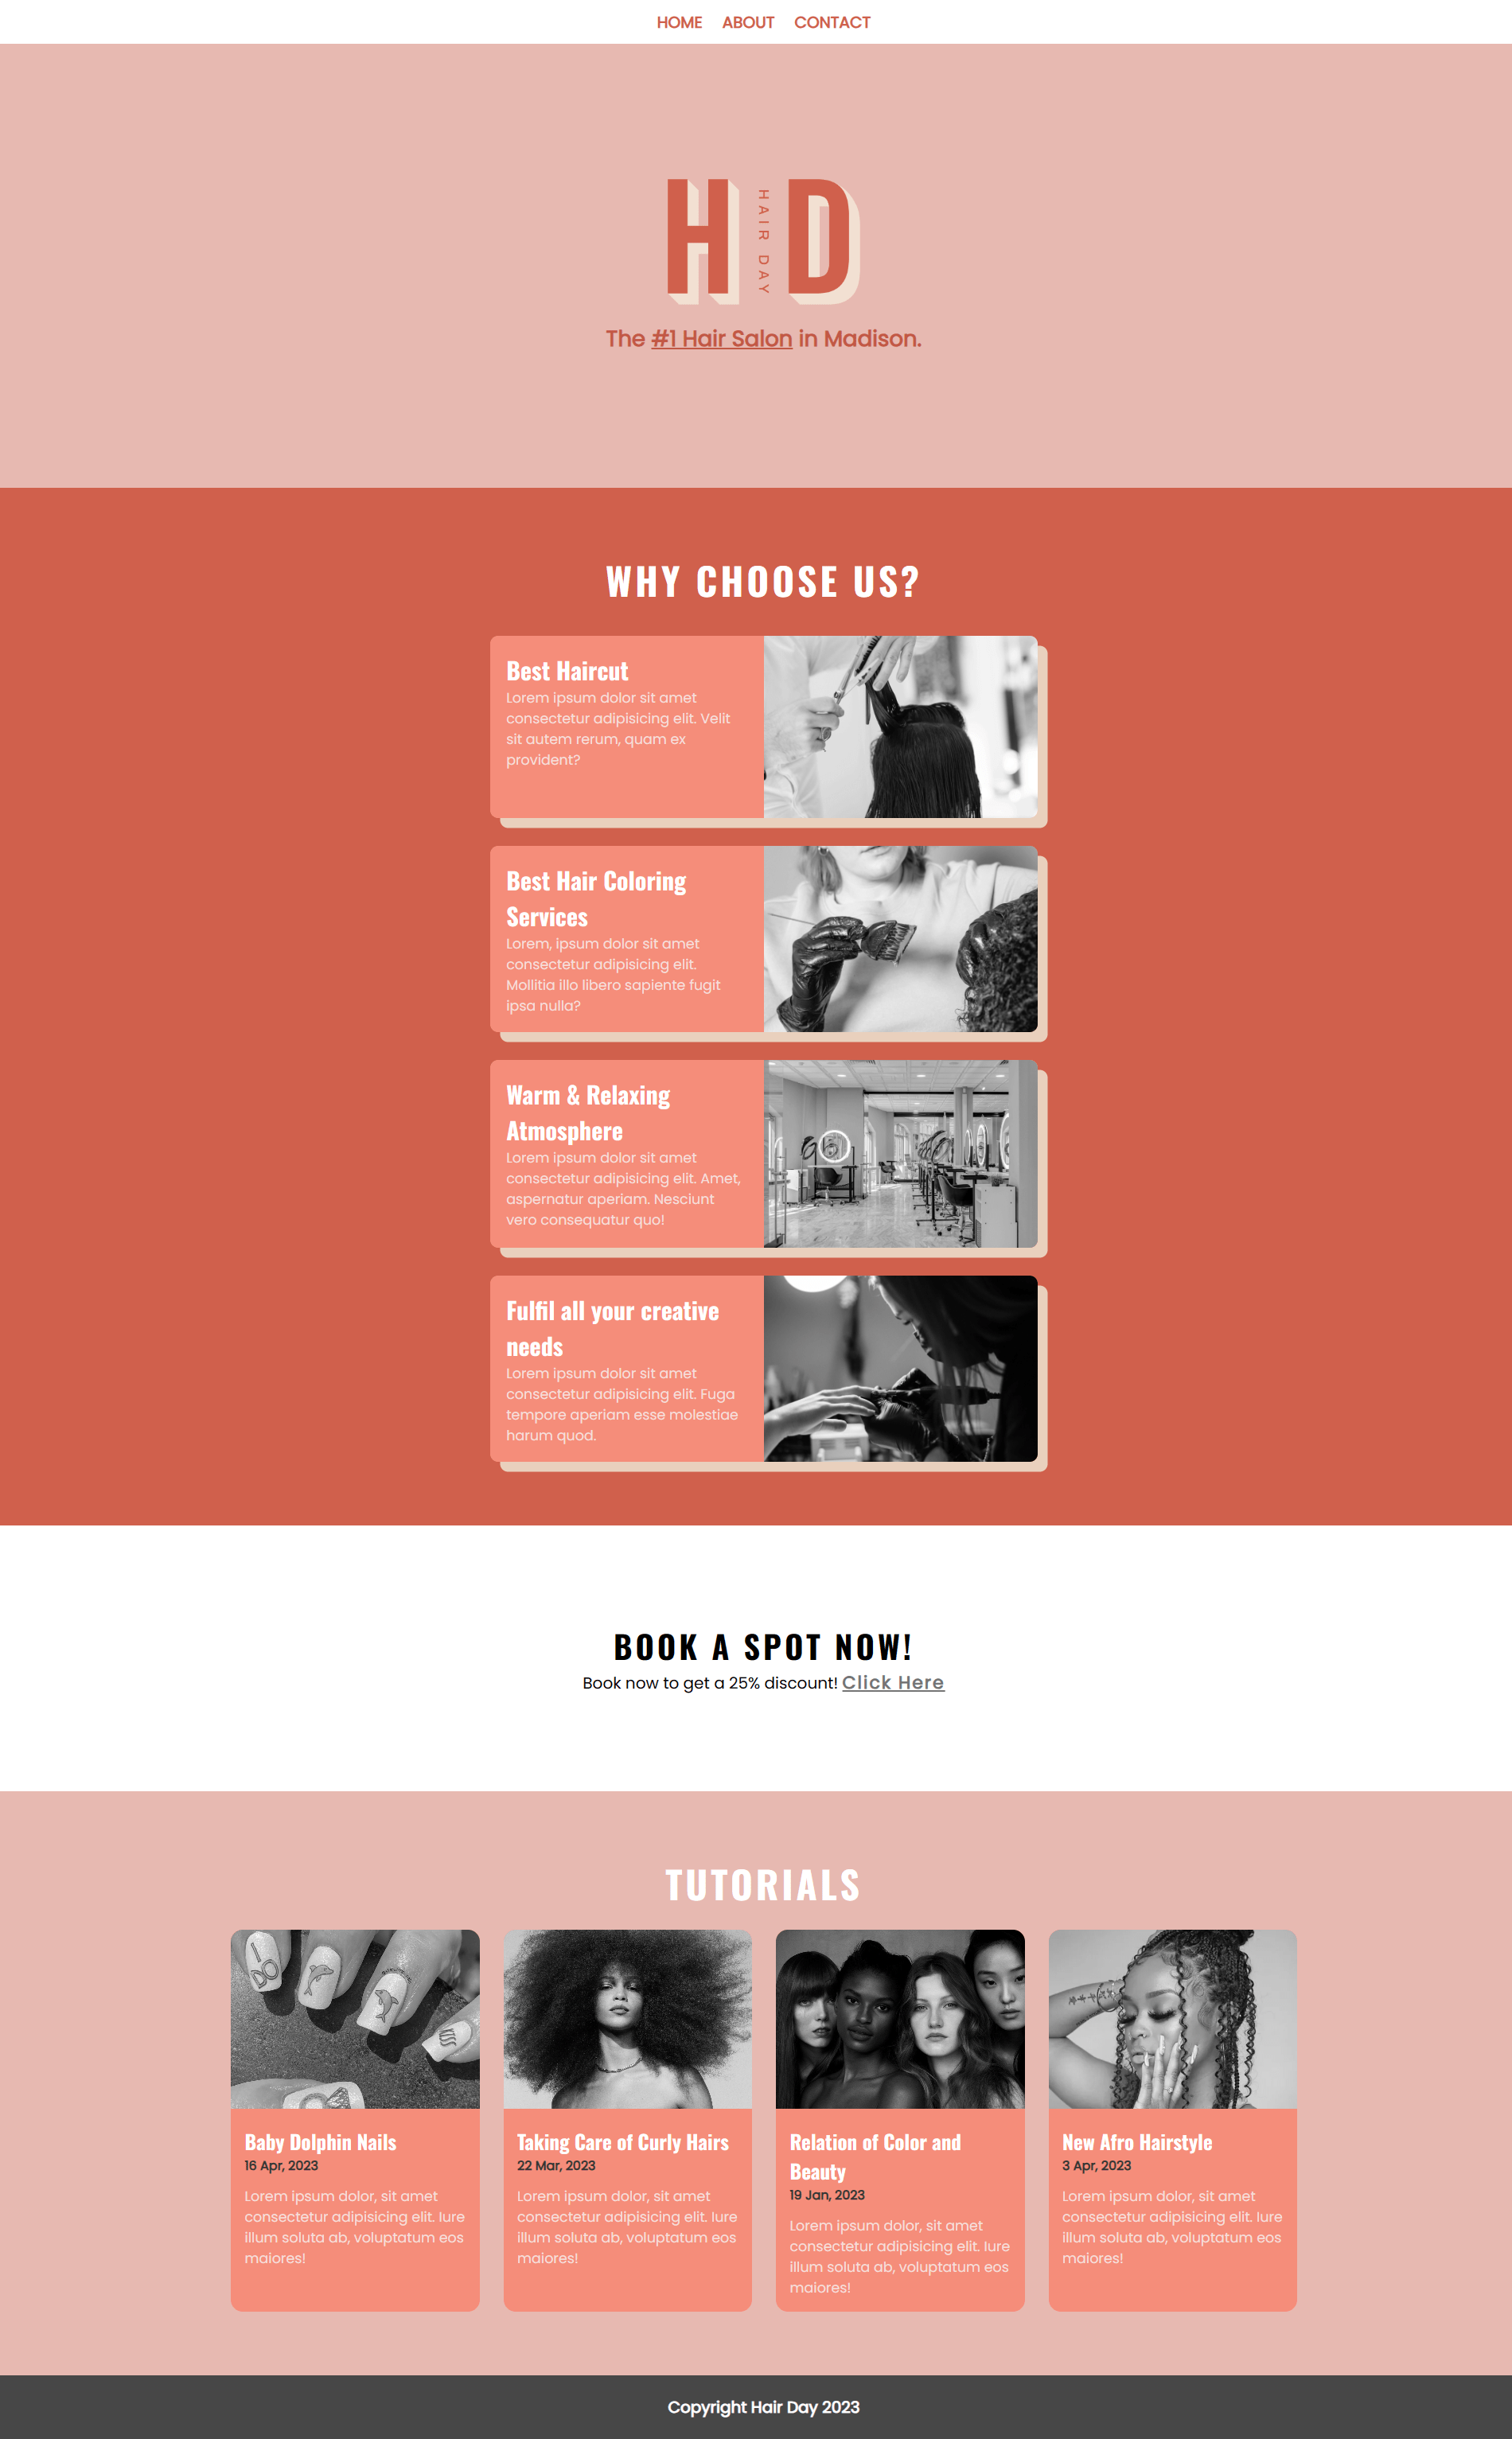 HOME ABOUT CONTACT
H HAIR DAY D
The #1 Hair Salon in Madison.
WHY CHOOSE US?
Best Haircut
Lorem ipsum dolor sit amet
consectetur adipisicing elit. Velit
sit autem rerum, quam ex
provident?
Best Hair Coloring
Services
Lorem, ipsum dolor sit amet
consectetur adipisicing elit.
Mollitia illo libero sapiente fugit
ipsa nulla?
Warm & Relaxing
Atmosphere
Lorem ipsum dolor sit amet
consectetur adipisicing elit. Amet,
aspernatur aperiam. Nesciunt
vero consequatur quo!
Fulfil all your creative
needs
Lorem ipsum dolor sit amet
consectetur adipisicing elit. Fuga
tempore aperiam esse molestiae
harum quod.
BOOK A SPOT NOW!
Book now to get a 25% discount! Click Here
TUTORIALS
I DO
Baby Dolphin Nails
16 Apr, 2023
Lorem ipsum dolor, sit amet
consectetur adipisicing elit. Iure
illum soluta ab, voluptatum eos
maiores!
Taking Care of Curly Hairs
22 Mar, 2023
Lorem ipsum dolor, sit amet
consectetur adipisicing elit. Iure
illum soluta ab, voluptatum eos
maiores!
Relation of Color and
Beauty
19 Jan, 2023
Lorem ipsum dolor, sit amet
consectetur adipisicing elit. Iure
illum soluta ab, voluptatum eos
maiores!
New Afro Hairstyle
3 Apr, 2023
Lorem ipsum dolor, sit amet
consectetur adipisicing elit. Iure
illum soluta ab, voluptatum eos
maiores!
Copyright Hair Day 2023